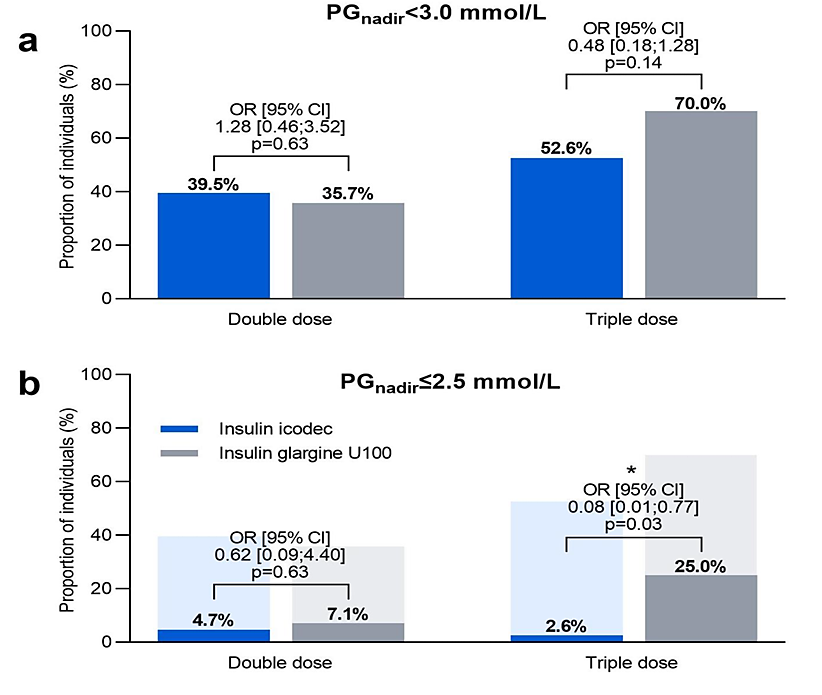 PGnadir<3.0 mmol/L
a
Proportion of individuals (%)
100
80
60
40
20
0
OR [95% CI]
1.28 [0.46;3.52]
p=0.63
39.5%
35.7%
OR [95% CI]
0.48 [0.18;1.28]
p=0.14
52.6%
70.0%
Double dose
Triple dose
b
PGnadir≤2.5 mmol/L
Proportion of individuals (%)
100
80
60
40
20
0
Insulin icodec
Insulin glargine U100
OR [95% CI]
0.62 [0.09;4.40]
p=0.63
4.7%
7.1%
*
OR [95% CI]
0.08 [0.01;0.77]
p=0.03
2.6%
25.0%
Double dose
Triple dose